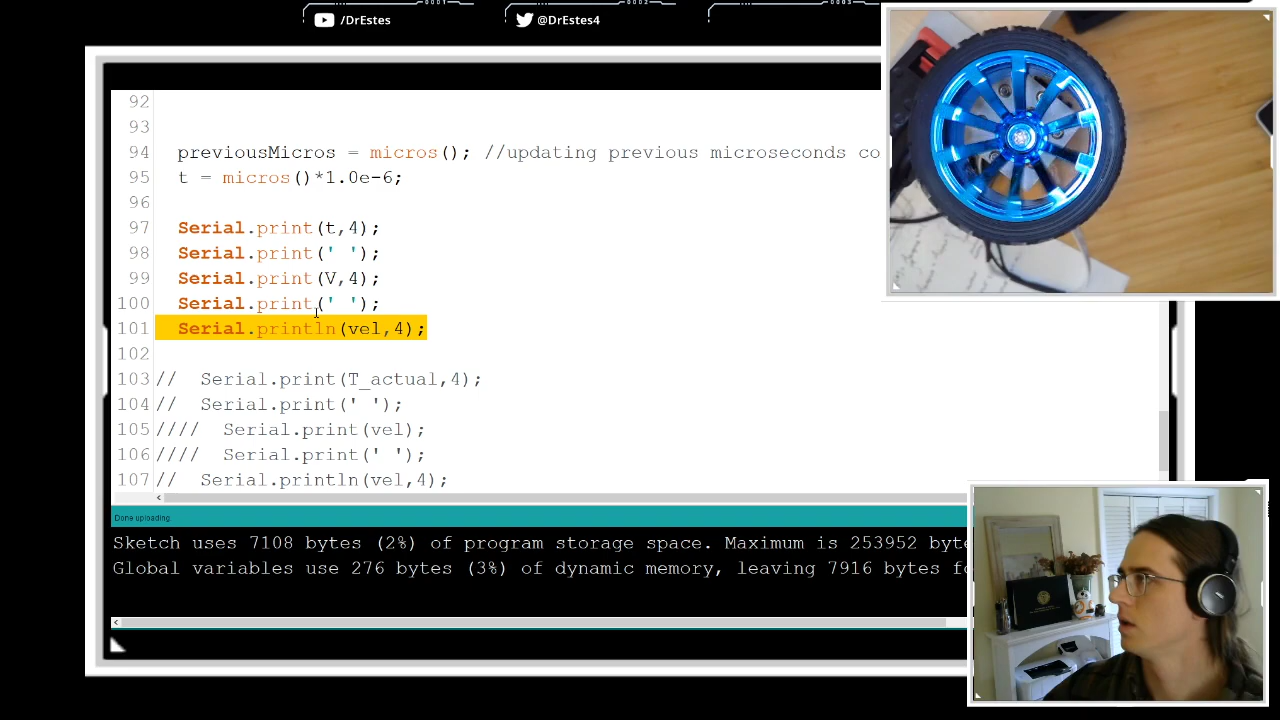 0001
0002
0003
/DrEstes
@DrEstes4
92
93
94 previousMicros = micros(); //updating previous microseconds co
95 t = micros()*1.0e-6;
96
97 Serial.print(t,4);
98 Serial.print(' ');
99 Serial.print(V,4);
100 Serial.print(' ');
101 Serial.println(vel,4);
102
103 // Serial.print(T_actual,4);
104 // Serial.print(' ');
105 //// Serial.print(vel);
106 //// Serial.print(' ');
107 // Serial.println(vel,4);
Done uploading.
Sketch uses 7108 bytes (2%) of program storage space. Maximum is 253952 byte
Global variables use 276 bytes (3%) of dynamic memory, leaving 7916 bytes fo